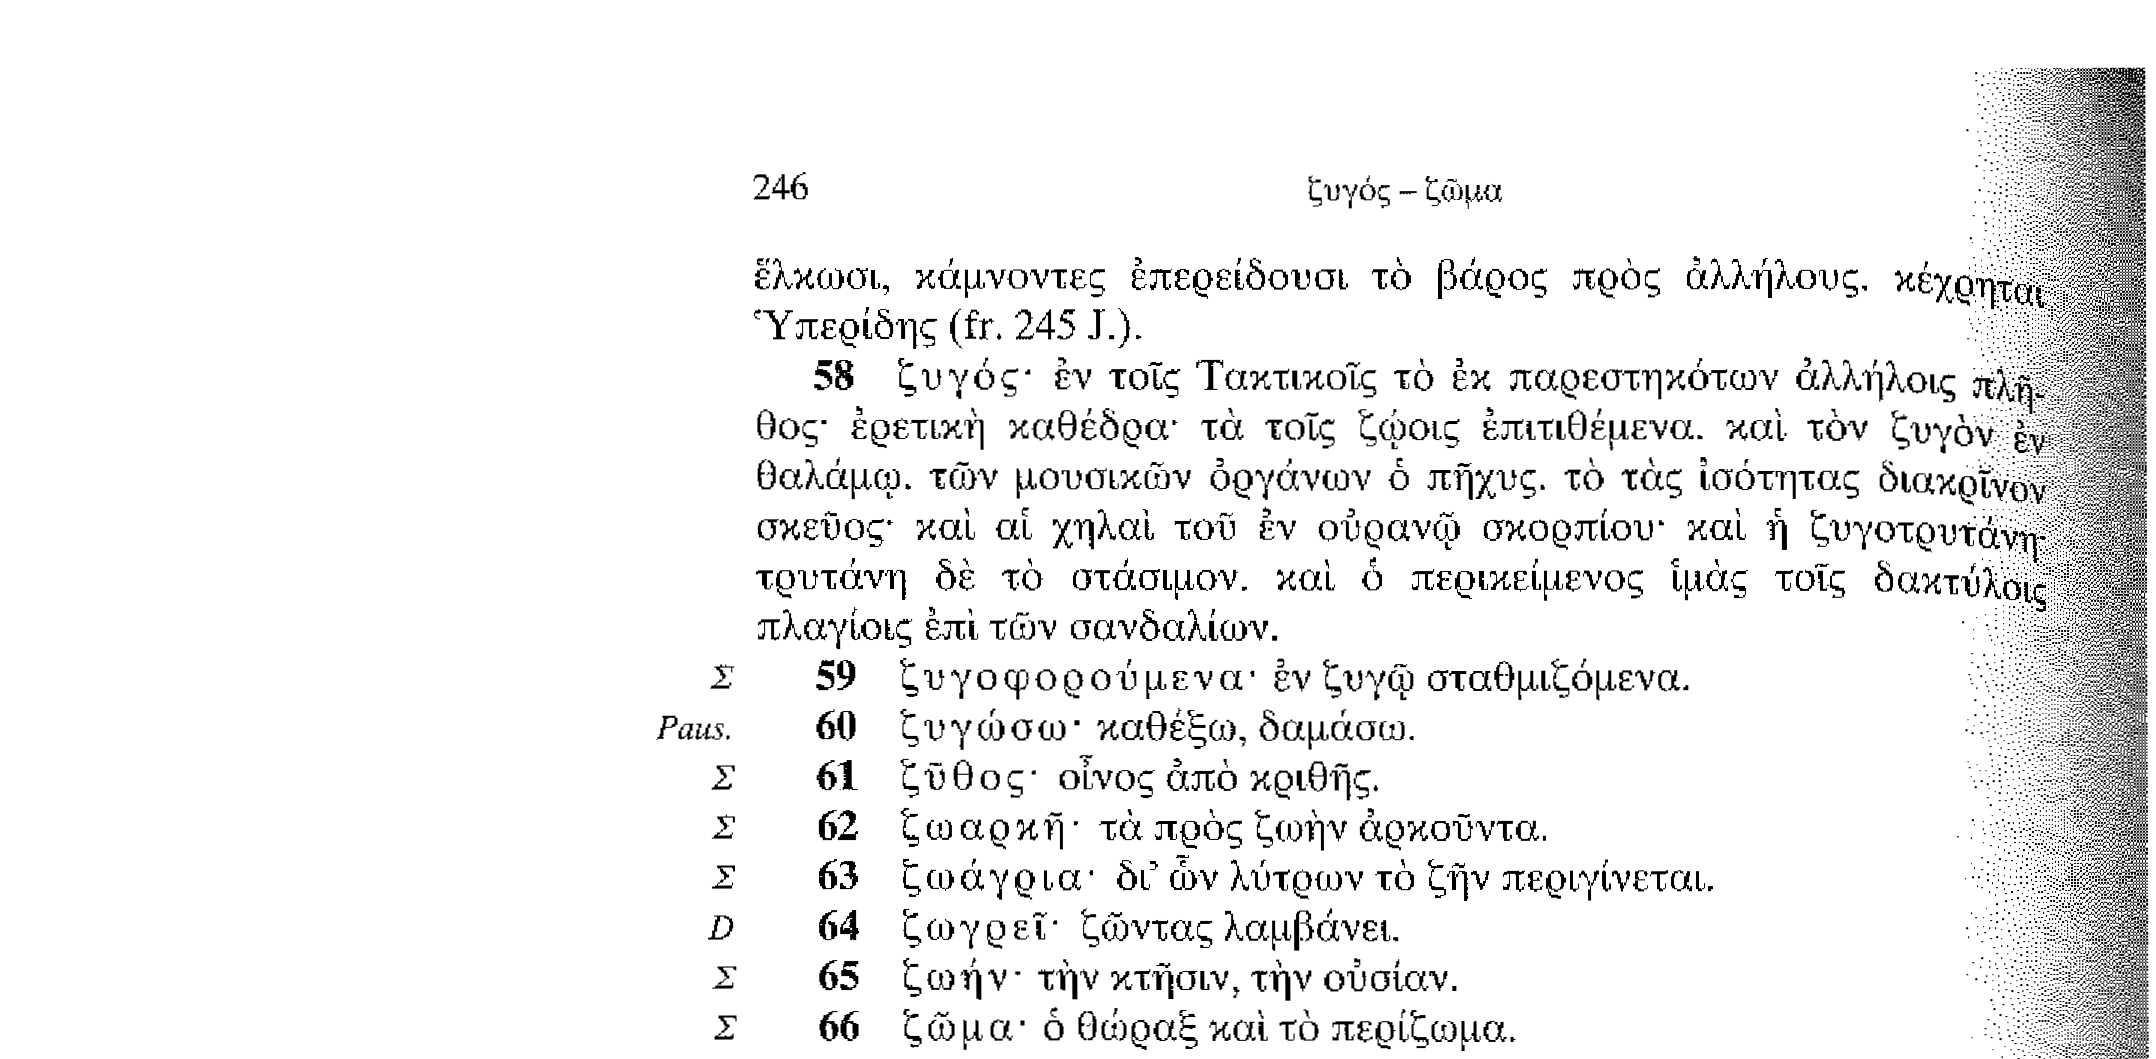 246 ζυγός – ζῶμα
ἕλκωσι, κάμνοντες ἐπερείδουσι τὸ βάρος πρὸς ἀλλήλους. κέχρηται
Ὑπερίδης (fr. 245 J.).
58 ζυγός· ἐν τοῖς Τακτικοῖς τὸ ἐκ παρεστηκότων ἀλλήλοις πλῆ-
θος· ἐρετικὴ καθέδρα· τὰ τοῖς ζῴοις ἐπιτιθέμενα. καὶ τὸν ζυγὸν ἐν
θαλάμῳ. τῶν μουσικῶν ὀργάνων ὁ πῆχυς. τὸ τὰς ἰσότητας διακρῖνον
σκεῦος· καὶ αἱ χηλαὶ τοῦ ἐν οὐρανῷ σκορπίου· καὶ ἡ ζυγοτρυτάνη·
τρυτάνη δὲ τὸ στάσιμον. καὶ ὁ περικείμενος ἱμὰς τοῖς δακτύλοις
πλαγίοις ἐπὶ τῶν σανδαλίων.
Σ 59 ζυγοφορούμενα· ἐν ζυγῷ σταθμιζόμενα.
Paus. 60 ζυγώσω· καθέξω, δαμάσω.
Σ 61 ζῦθος· οἶνος ἀπὸ κριθῆς.
Σ 62 ζωαρκῆ· τὰ πρὸς ζωὴν ἀρκοῦντα.
Σ 63 ζωάγρια· δι’ ὧν λύτρων τὸ ζῆν περιγίνεται.
D 64 ζωγρεῖ· ζῶντας λαμβάνει.
Σ 65 ζωήν· τὴν κτῆσιν, τὴν οὐσίαν.
Σ 66 ζῶμα· ὁ θώραξ καὶ τὸ περίζωμα.